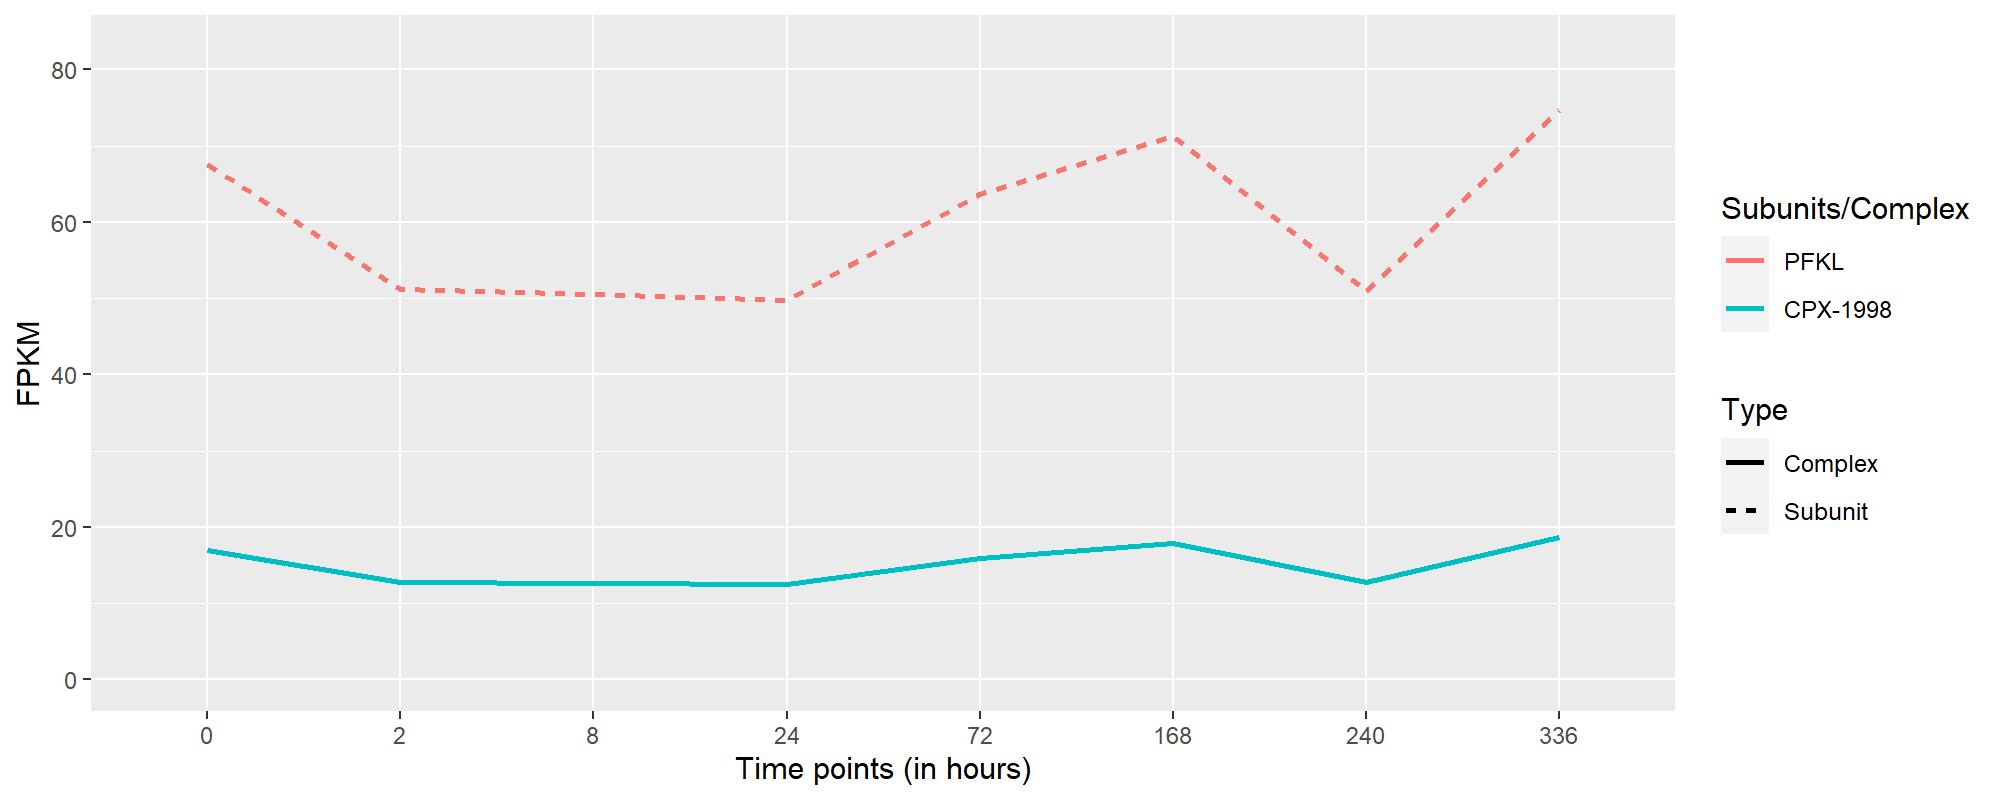 FPKM
80
60
40
20
0
0 2 8 24 72 168 240 336
Time points (in hours)
Subunits/Complex
PFKL
CPX-1998
Type
Complex
Subunit